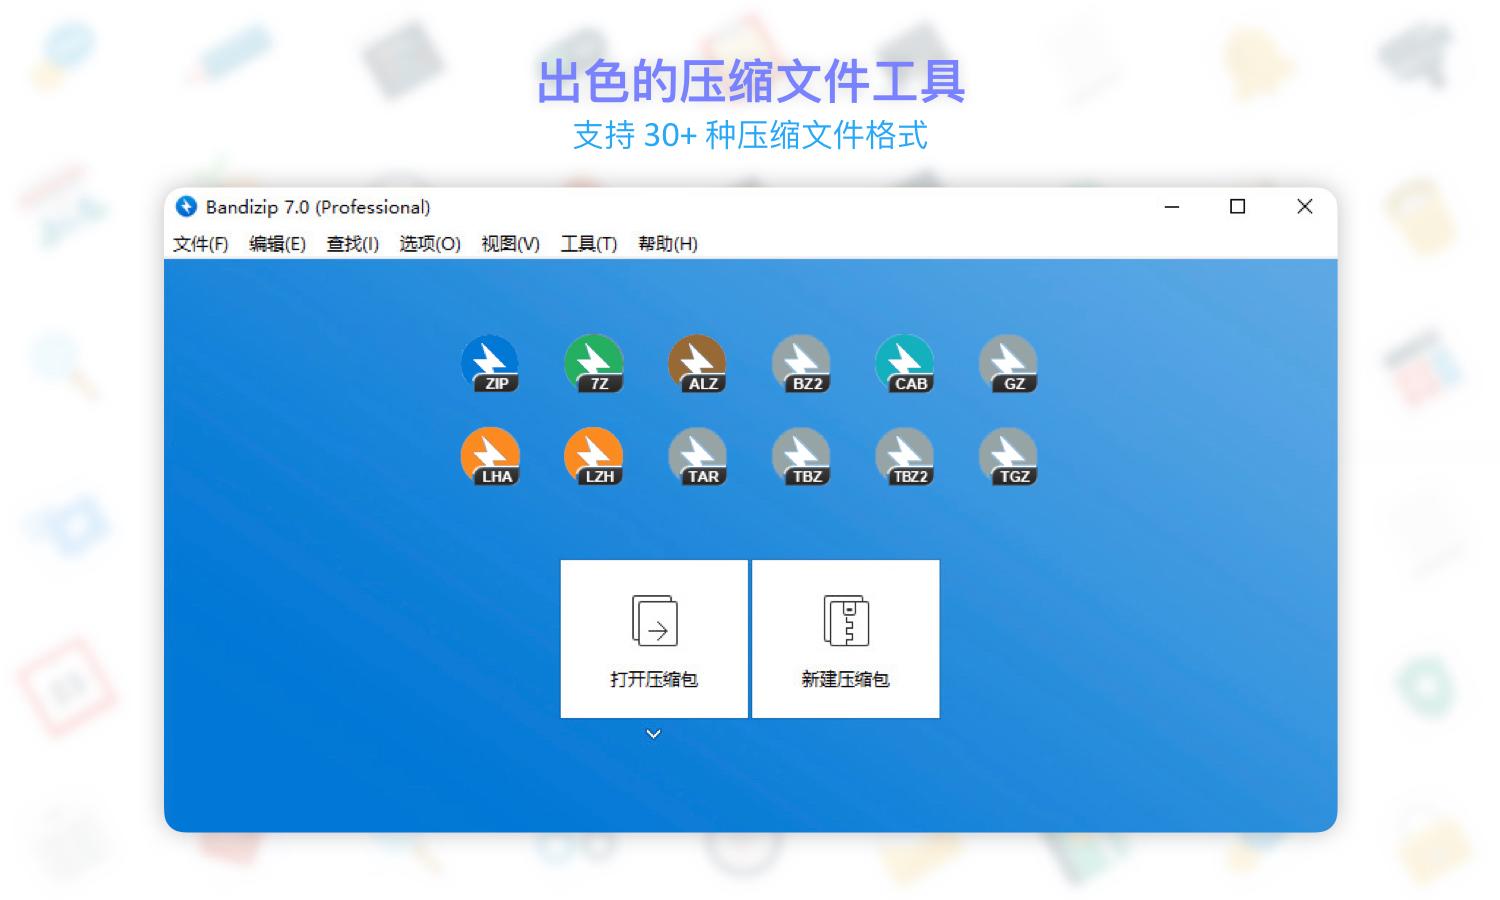 出色的压缩文件工具
支持 30+ 种压缩文件格式
Bandizip 7.0 (Professional)
文件(F) 编辑(E) 查找(I) 选项(O) 视图(V) 工具(T) 帮助(H)
ZIP 7Z ALZ BZ2 CAB GZ
LHA LZH TAR TBZ TBZ2 TGZ
打开压缩包 新建压缩包